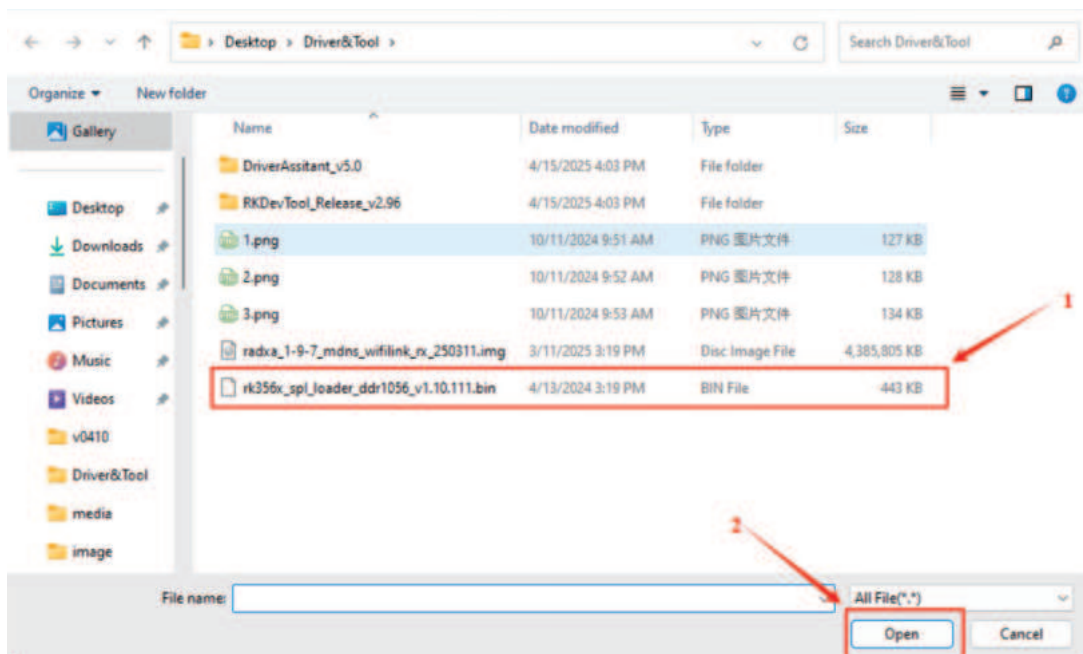 Desktop > Driver&Tool >
Search Driver&Tool
Organize
New folder
Gallery
Name
Date modified
Type
Size
DriverAssitant_v5.0
4/15/2025 4:03 PM
File folder
Desktop
RKDevTool_Release_v2.96
4/15/2025 4:03 PM
File folder
Downloads
1.png
10/11/2024 9:51 AM
PNG 图片文件
127 KB
Documents
2.png
10/11/2024 9:52 AM
PNG 图片文件
128 KB
Pictures
3.png
10/11/2024 9:53 AM
PNG 图片文件
134 KB
1
Music
radxa_1-9-7_mdns_wifilink_rx_250311.img
3/11/2025 3:19 PM
Disc Image File
4,385,805 KB
Videos
rk356x_spl_loader_ddr1056_v1.10.111.bin
4/13/2024 3:19 PM
BIN File
443 KB
v0410
Driver&Tool
media
image
2
File name:
All File(*.*)
Open
Cancel